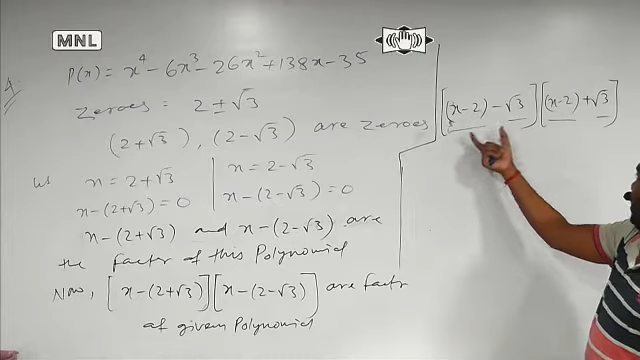 MNL
4. P(x) = x⁴ - 6x³ - 26x² + 138x - 35
Zeroes = 2 ± √3
(2+√3), (2-√3) are zeroes
let x = 2+√3 | x = 2-√3
x-(2+√3) = 0 | x-(2-√3) = 0
x-(2+√3) and x-(2-√3) are
the factor of this Polynomial
Now, [x-(2+√3)][x-(2-√3)] are factor
of given Polynomial
[(x-2)-√3][(x-2)+√3]